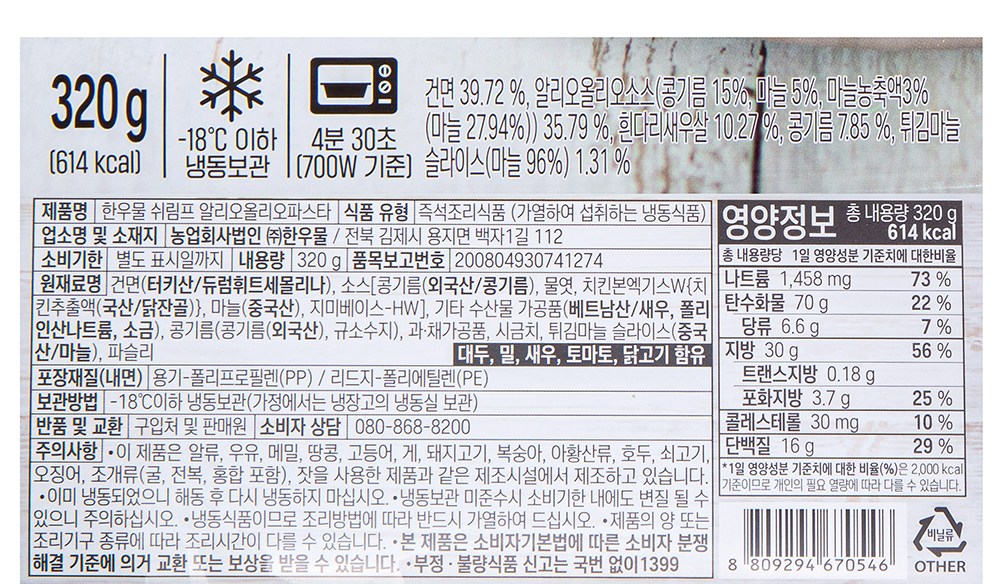 320 g
(614 kcal)
-18℃ 이하
냉동보관
4분 30초
(700W 기준)
건면 39.72 %, 알리오올리오소스(콩기름 15%, 마늘 5%, 마늘농축액3%
(마늘 27.94%)) 35.79 %, 흰다리새우살 10.27 %, 콩기름 7.85 %, 튀김마늘
슬라이스(마늘 96%) 1.31 %
제품명 한우물 쉬림프 알리오올리오파스타 식품 유형 즉석조리식품 (가열하여 섭취하는 냉동식품)
업소명 및 소재지 농업회사법인 ㈜한우물 / 전북 김제시 용지면 백자1길 112
소비기한 별도 표시일까지 내용량 320 g 품목보고번호 200804930741274
원재료명 건면(터키산/듀럼휘트세몰리나), 소스[콩기름(외국산/콩기름), 물엿, 치킨본엑기스W{치
킨추출액(국산/닭잔골)}, 마늘(중국산), 지미베이스-HW], 기타 수산물 가공품(베트남산/새우, 폴리
인산나트륨, 소금), 콩기름(콩기름(외국산), 규소수지), 과·채가공품, 시금치, 튀김마늘 슬라이스(중국
산/마늘), 파슬리
대두, 밀, 새우, 토마토, 닭고기 함유
포장재질(내면) 용기-폴리프로필렌(PP) / 리드지-폴리에틸렌(PE)
보관방법 -18℃이하 냉동보관(가정에서는 냉장고의 냉동실 보관)
반품 및 교환 구입처 및 판매원 소비자 상담 080-868-8200
주의사항 •이 제품은 알류, 우유, 메밀, 땅콩, 고등어, 게, 돼지고기, 복숭아, 아황산류, 호두, 쇠고기,
오징어, 조개류(굴, 전복, 홍합 포함), 잣을 사용한 제품과 같은 제조시설에서 제조하고 있습니다.
•이미 냉동되었으니 해동 후 다시 냉동하지 마십시오. •냉동보관 미준수시 소비기한 내에도 변질 될 수
있으니 주의하십시오. •냉동식품이므로 조리방법에 따라 반드시 가열하여 드십시오. •제품의 양 또는
조리기구 종류에 따라 조리시간이 다를 수 있습니다. •본 제품은 소비자기본법에 따른 소비자 분쟁
해결 기준에 의거 교환 또는 보상을 받을 수 있습니다. •부정·불량식품 신고는 국번 없이1399
영양정보 총 내용량 320 g
614 kcal
총 내용량당 1일 영양성분 기준치에 대한비율
나트륨 1,458 mg 73 %
탄수화물 70 g 22 %
당류 6.6 g 7 %
지방 30 g 56 %
트랜스지방 0.18 g
포화지방 3.7 g 25 %
콜레스테롤 30 mg 10 %
단백질 16 g 29 %
*1일 영양성분 기준치에 대한 비율(%)은 2,000 kcal
기준이므로 개인의 필요 열량에 따라 다를 수 있습니다.
8 809294 670546
비닐류
OTHER